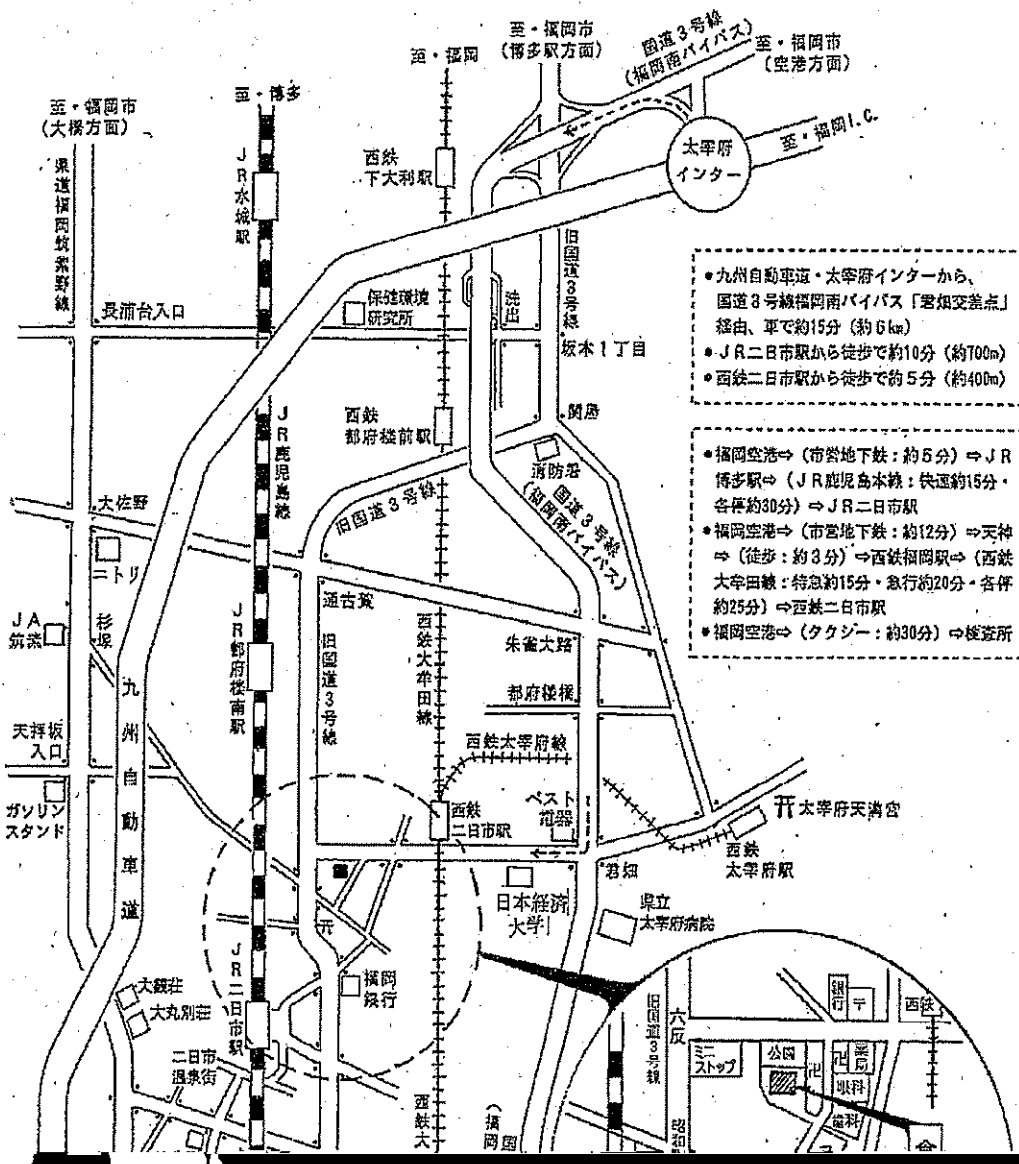 至・福岡市
(大橋方面)
至・博多
至・福岡
至・福岡市
(博多駅方面)
国道3号線
(福岡南バイパス)
至・福岡市
(空港方面)
太宰府
インター
至・福岡I.C.
県道福岡筑紫野線
JR水城駅
西鉄
下大利駅
旧国道3号線
長浦台入口
保健環境
研究所
洗出
坂本1丁目
●九州自動車道・太宰府インターから、
国道3号線福岡南バイパス「君畑交差点」
経由、車で約15分(約6km)
●JR二日市駅から徒歩で約10分(約700m)
●西鉄二日市駅から徒歩で約5分(約400m)
JR鹿児島線
西鉄
都府楼前駅
関屋
消防署
旧国道3号線
国道3号線
(福岡南バイパス)
●福岡空港⇨(市営地下鉄:約5分)⇨JR
博多駅⇨(JR鹿児島本線:快速約15分・
各停約30分)⇨JR二日市駅
●福岡空港⇨(市営地下鉄:約12分)⇨天神
⇨(徒歩:約3分)⇨西鉄福岡駅⇨(西鉄
大牟田線:特急約15分・急行約20分・各停
約25分)⇨西鉄二日市駅
●福岡空港⇨(タクシー:約30分)⇨検査所
大佐野
ニトリ
通古賀
JA
筑紫
杉塚
JR都府楼南駅
旧国道3号線
西鉄大牟田線
朱雀大路
都府楼橋
九州自動車道
天拝坂
入口
西鉄太宰府線
ガソリン
スタンド
西鉄
二日市駅
ベスト
電器
太宰府天満宮
西鉄
太宰府駅
君畑
日本経済
大学
県立
太宰府病院
JR二日市駅
福岡
銀行
大観荘
大丸別荘
二日市
温泉街
西鉄大
(福岡
国
旧国道3号線
六反
銀行
〒
西鉄
ミニ
ストップ
公園
卍
卍
薬局
眼科
歯科
昭和